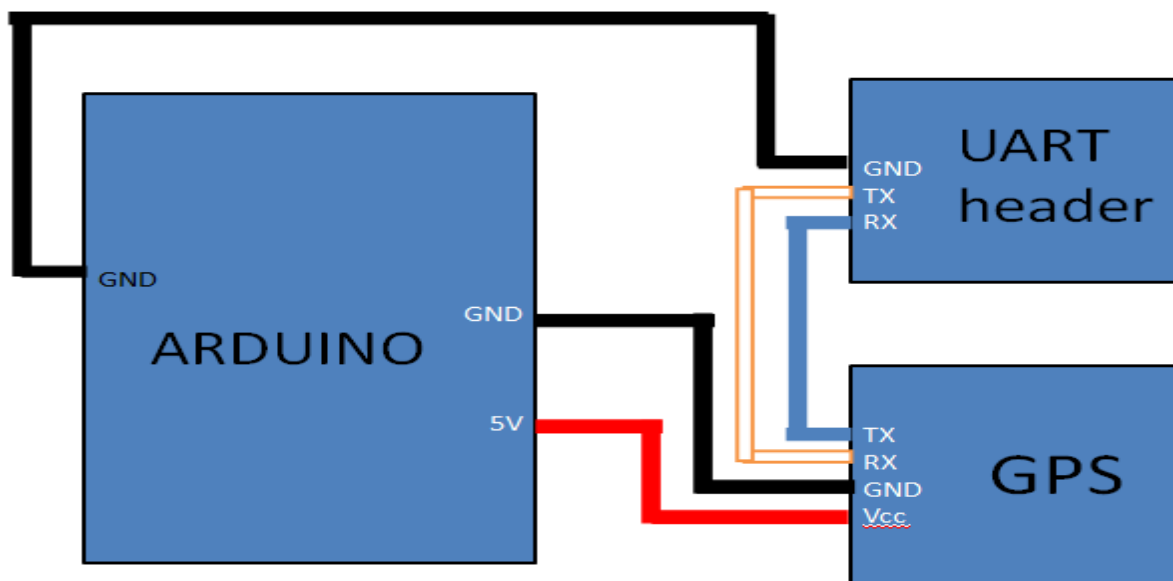 GND
ARDUINO
GND
5V
GND
TX
RX
UART
header
TX
RX
GND
Vcc
GPS